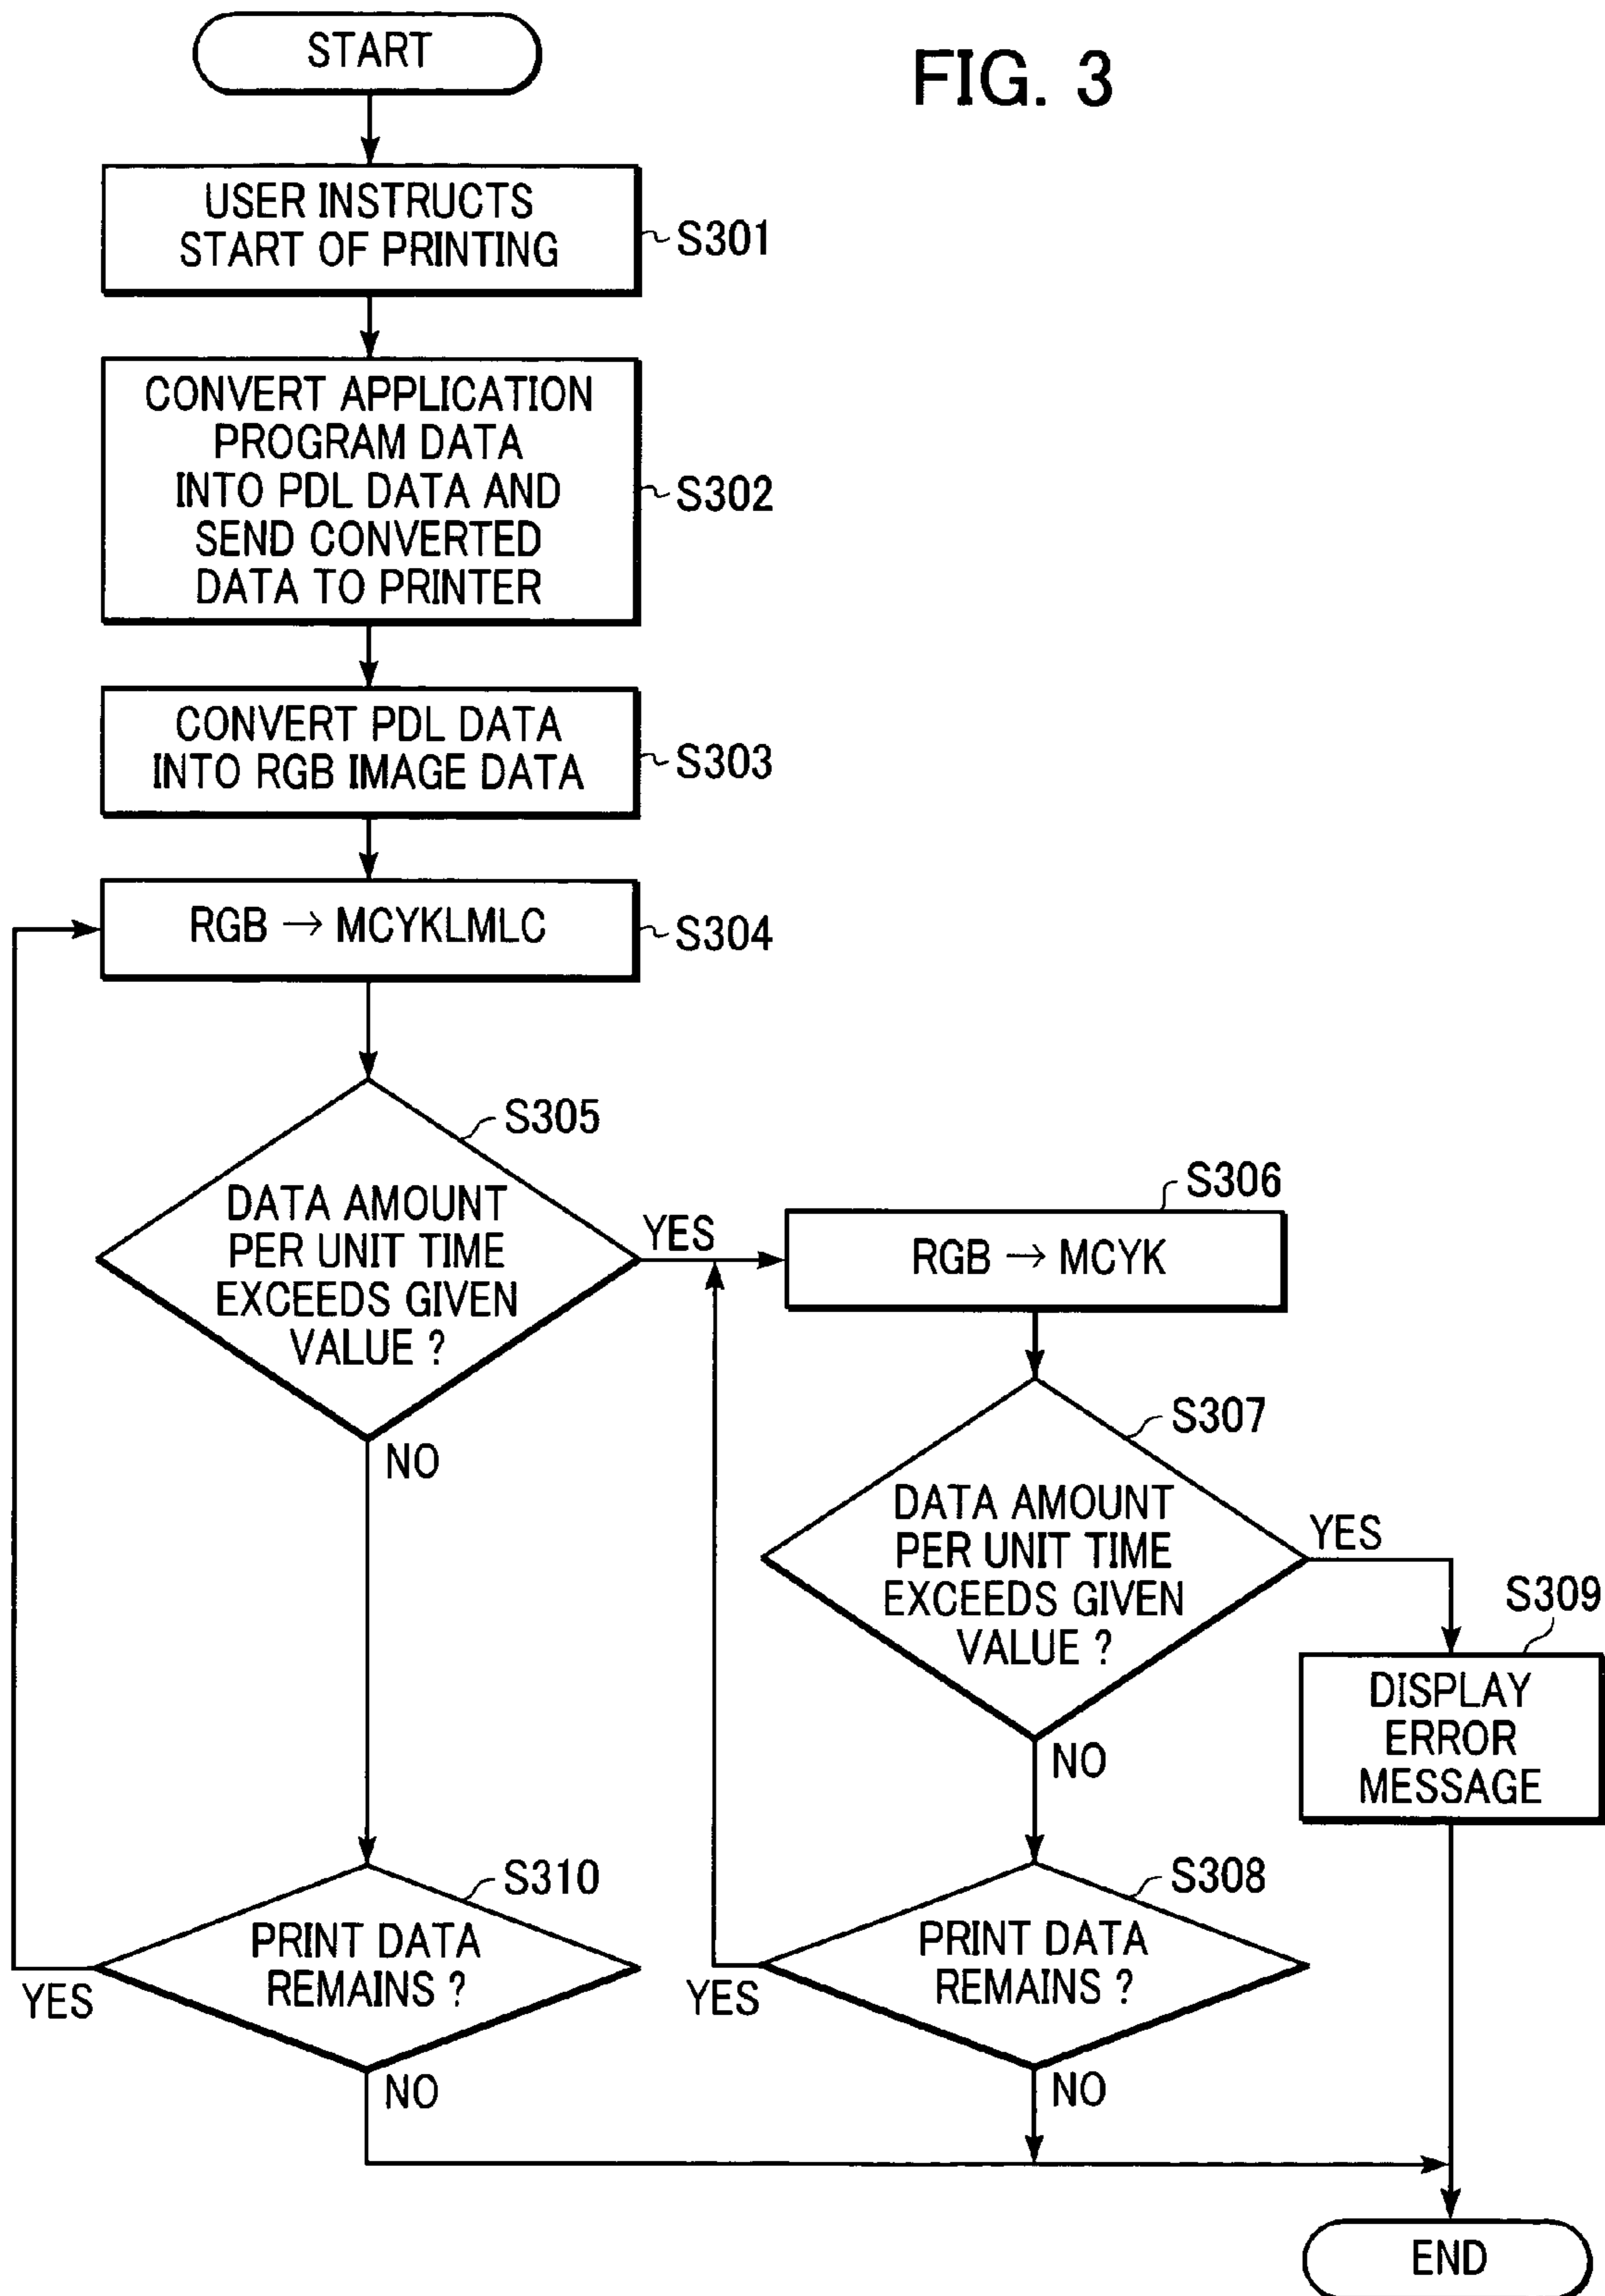 START
FIG. 3
USER INSTRUCTS
START OF PRINTING
S301
CONVERT APPLICATION
PROGRAM DATA
INTO PDL DATA AND
SEND CONVERTED
DATA TO PRINTER
S302
CONVERT PDL DATA
INTO RGB IMAGE DATA
S303
RGB → MCYKLMLC
S304
S305
DATA AMOUNT
PER UNIT TIME
EXCEEDS GIVEN
VALUE ?
YES
NO
S306
RGB → MCYK
S307
DATA AMOUNT
PER UNIT TIME
EXCEEDS GIVEN
VALUE ?
YES
NO
S309
DISPLAY
ERROR
MESSAGE
S310
PRINT DATA
REMAINS ?
YES
NO
S308
PRINT DATA
REMAINS ?
YES
NO
END